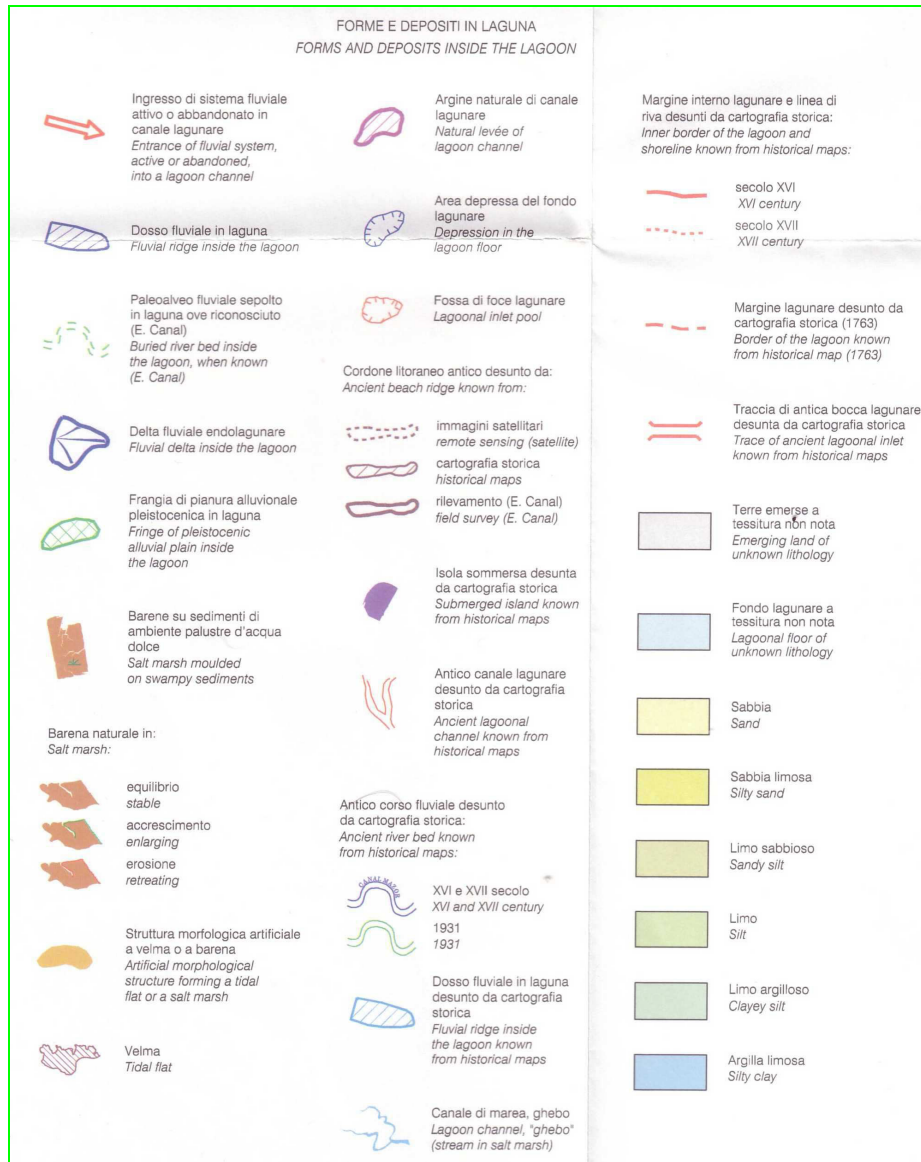 FORME E DEPOSITI IN LAGUNA
FORMS AND DEPOSITS INSIDE THE LAGOON
Ingresso di sistema fluviale
attivo o abbandonato in
canale lagunare
Entrance of fluvial system,
active or abandoned,
into a lagoon channel
Dosso fluviale in laguna
Fluvial ridge inside the lagoon
Paleoalveo fluviale sepolto
in laguna ove riconosciuto
(E. Canal)
Buried river bed inside
the lagoon, when known
(E. Canal)
Delta fluviale endolagunare
Fluvial delta inside the lagoon
Frangia di pianura alluvionale
pleistocenica in laguna
Fringe of pleistocenic
alluvial plain inside
the lagoon
Barene su sedimenti di
ambiente palustre d'acqua
dolce
Salt marsh moulded
on swampy sediments
Barena naturale in:
Salt marsh:
equilibrio
stable
accrescimento
enlarging
erosione
retreating
Struttura morfologica artificiale
a velma o a barena
Artificial morphological
structure forming a tidal
flat or a salt marsh
Velma
Tidal flat
Argine naturale di canale
lagunare
Natural levée of
lagoon channel
Area depressa del fondo
lagunare
Depression in the
lagoon floor
Fossa di foce lagunare
Lagoonal inlet pool
Cordone litoraneo antico desunto da:
Ancient beach ridge known from:
immagini satellitari
remote sensing (satellite)
cartografia storica
historical maps
rilevamento (E. Canal)
field survey (E. Canal)
Isola sommersa desunta
da cartografia storica
Submerged island known
from historical maps
Antico canale lagunare
desunto da cartografia
storica
Ancient lagoonal
channel known from
historical maps
Antico corso fluviale desunto
da cartografia storica:
Ancient river bed known
from historical maps:
CANAL MAZOR
XVI e XVII secolo
XVI and XVII century
1931
1931
Dosso fluviale in laguna
desunto da cartografia
storica
Fluvial ridge inside
the lagoon known
from historical maps
Canale di marea, ghebo
Lagoon channel, "ghebo"
(stream in salt marsh)
Margine interno lagunare e linea di
riva desunti da cartografia storica:
Inner border of the lagoon and
shoreline known from historical maps:
secolo XVI
XVI century
secolo XVII
XVII century
Margine lagunare desunto da
cartografia storica (1763)
Border of the lagoon known
from historical map (1763)
Traccia di antica bocca lagunare
desunta da cartografia storica
Trace of ancient lagoonal inlet
known from historical maps
Terre emerse a
tessitura non nota
Emerging land of
unknown lithology
Fondo lagunare a
tessitura non nota
Lagoonal floor of
unknown lithology
Sabbia
Sand
Sabbia limosa
Silty sand
Limo sabbioso
Sandy silt
Limo
Silt
Limo argilloso
Clayey silt
Argilla limosa
Silty clay